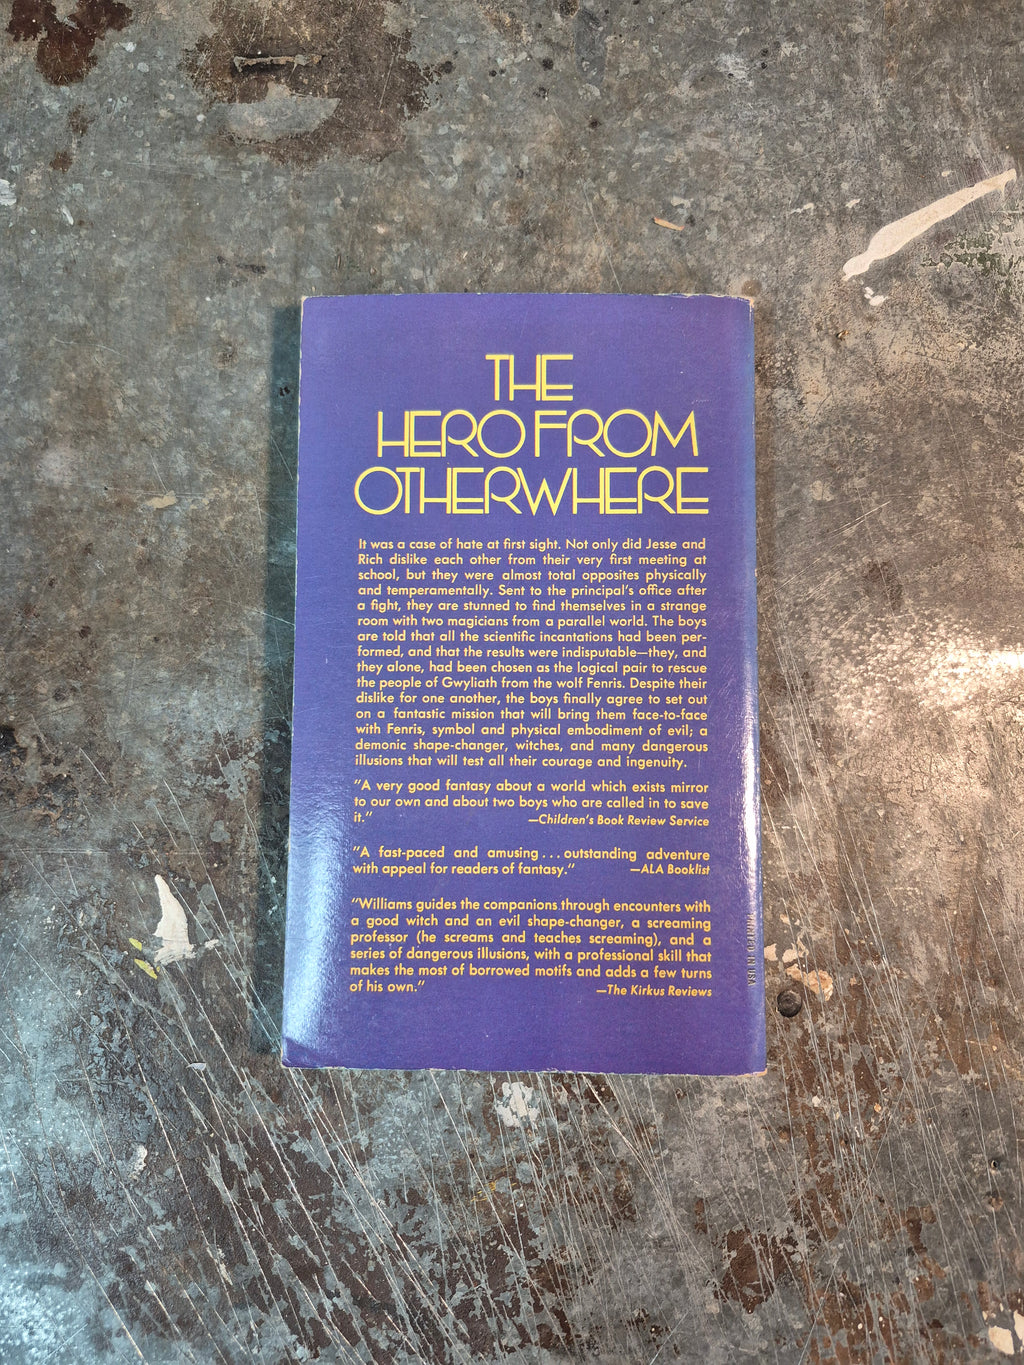 THE
HERO FROM
OTHERWHERE
It was a case of hate at first sight. Not only did Jesse and
Rich dislike each other from their very first meeting at
school, but they were almost total opposites physically
and temperamentally. Sent to the principal's office after
a fight, they are stunned to find themselves in a strange
room with two magicians from a parallel world. The boys
are told that all the scientific incantations had been per-
formed, and that the results were indisputable—they, and
they alone, had been chosen as the logical pair to rescue
the people of Gwyliath from the wolf Fenris. Despite their
dislike for one another, the boys finally agree to set out
on a fantastic mission that will bring them face-to-face
with Fenris, symbol and physical embodiment of evil; a
demonic shape-changer, witches, and many dangerous
illusions that will test all their courage and ingenuity.
"A very good fantasy about a world which exists mirror
to our own and about two boys who are called in to save
it." —Children's Book Review Service
"A fast-paced and amusing . . . outstanding adventure
with appeal for readers of fantasy." —ALA Booklist
"Williams guides the companions through encounters with
a good witch and an evil shape-changer, a screaming
professor (he screams and teaches screaming), and a
series of dangerous illusions, with a professional skill that
makes the most of borrowed motifs and adds a few turns
of his own." —The Kirkus Reviews
PRINTED IN USA